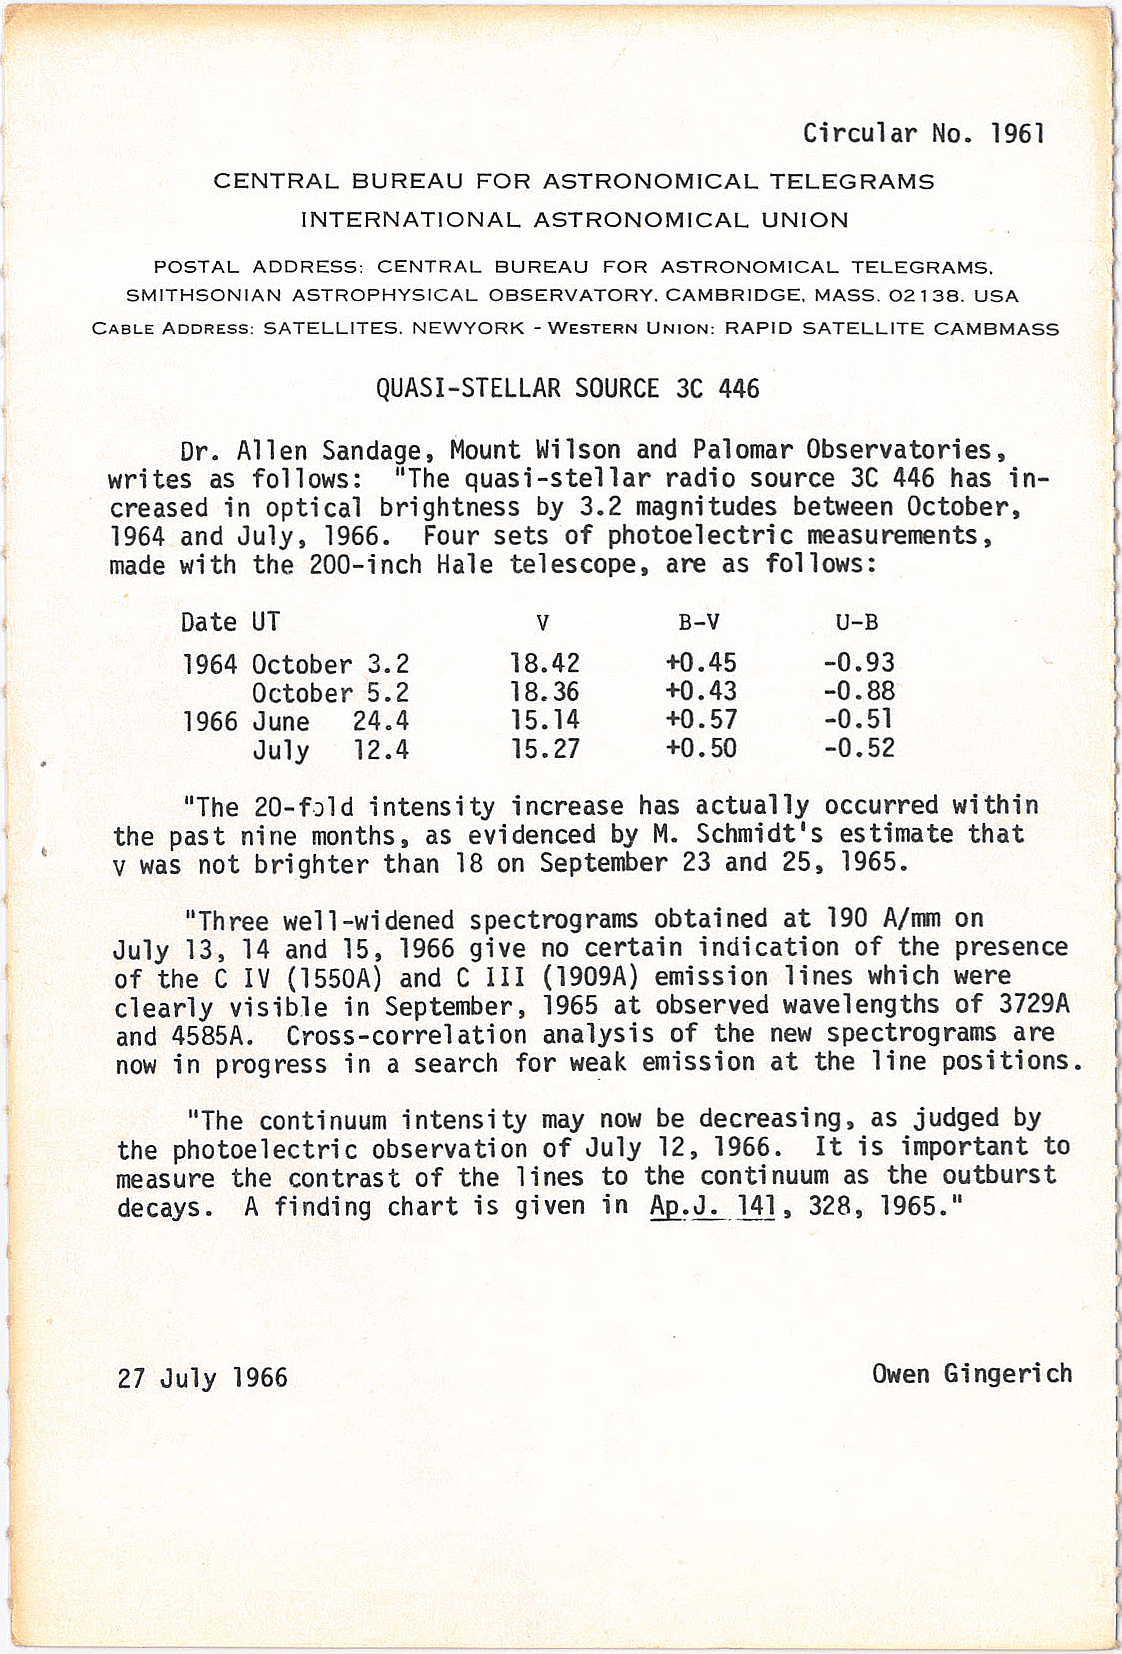 Circular No. 1961
CENTRAL BUREAU FOR ASTRONOMICAL TELEGRAMS
INTERNATIONAL ASTRONOMICAL UNION
POSTAL ADDRESS: CENTRAL BUREAU FOR ASTRONOMICAL TELEGRAMS,
SMITHSONIAN ASTROPHYSICAL OBSERVATORY, CAMBRIDGE, MASS. 02138. USA
CABLE ADDRESS: SATELLITES, NEWYORK - WESTERN UNION: RAPID SATELLITE CAMBMASS
QUASI-STELLAR SOURCE 3C 446
Dr. Allen Sandage, Mount Wilson and Palomar Observatories,
writes as follows: "The quasi-stellar radio source 3C 446 has in-
creased in optical brightness by 3.2 magnitudes between October,
1964 and July, 1966. Four sets of photoelectric measurements,
made with the 200-inch Hale telescope, are as follows:
Date UT V B-V U-B
1964 October 3.2 18.42 +0.45 -0.93
October 5.2 18.36 +0.43 -0.88
1966 June 24.4 15.14 +0.57 -0.51
July 12.4 15.27 +0.50 -0.52
"The 20-fold intensity increase has actually occurred within
the past nine months, as evidenced by M. Schmidt's estimate that
V was not brighter than 18 on September 23 and 25, 1965.
"Three well-widened spectrograms obtained at 190 A/mm on
July 13, 14 and 15, 1966 give no certain indication of the presence
of the C IV (1550A) and C III (1909A) emission lines which were
clearly visible in September, 1965 at observed wavelengths of 3729A
and 4585A. Cross-correlation analysis of the new spectrograms are
now in progress in a search for weak emission at the line positions.
"The continuum intensity may now be decreasing, as judged by
the photoelectric observation of July 12, 1966. It is important to
measure the contrast of the lines to the continuum as the outburst
decays. A finding chart is given in Ap.J. 141, 328, 1965."
27 July 1966 Owen Gingerich